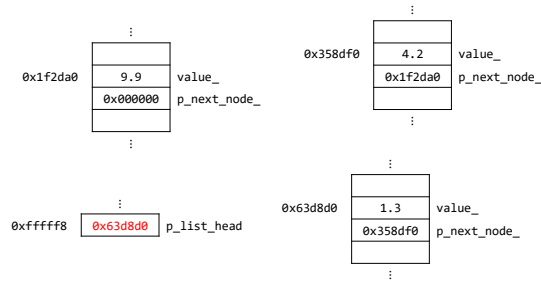 ⋮
0x1f2da0 9.9 value_
0x000000 p_next_node_
⋮
⋮
0x358df0 4.2 value_
0x1f2da0 p_next_node_
⋮
⋮
0xfffff8 0x63d8d0 p_list_head
⋮
0x63d8d0 1.3 value_
0x358df0 p_next_node_
⋮